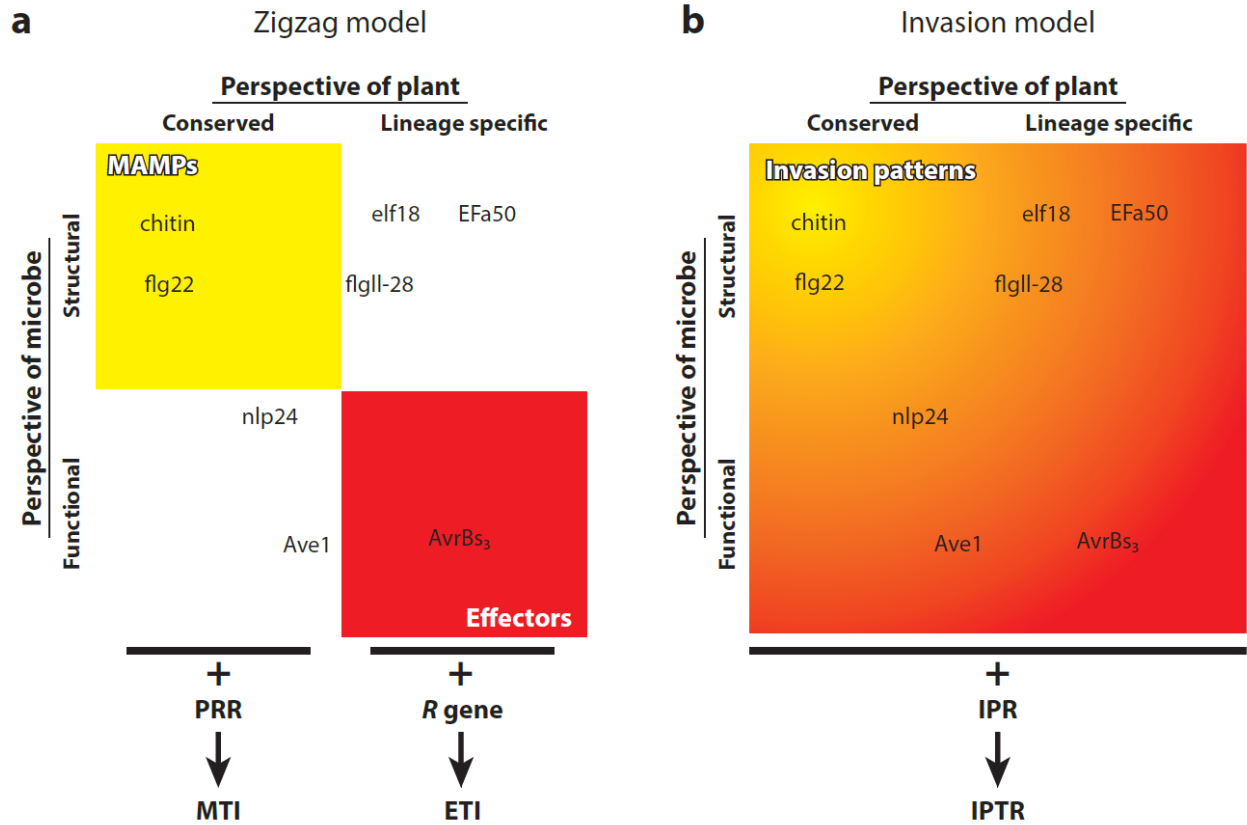 a
Zigzag model
Perspective of plant
Conserved
Lineage specific
Perspective of microbe
Structural
Functional
MAMPs
chitin
elf18
EFa50
flg22
flgll-28
nlp24
Ave1
AvrBs₃
Effectors
+
+
PRR
R gene
MTI
ETI
b
Invasion model
Perspective of plant
Conserved
Lineage specific
Perspective of microbe
Structural
Functional
Invasion patterns
chitin
elf18
EFa50
flg22
flgll-28
nlp24
Ave1
AvrBs₃
+
IPR
IPTR